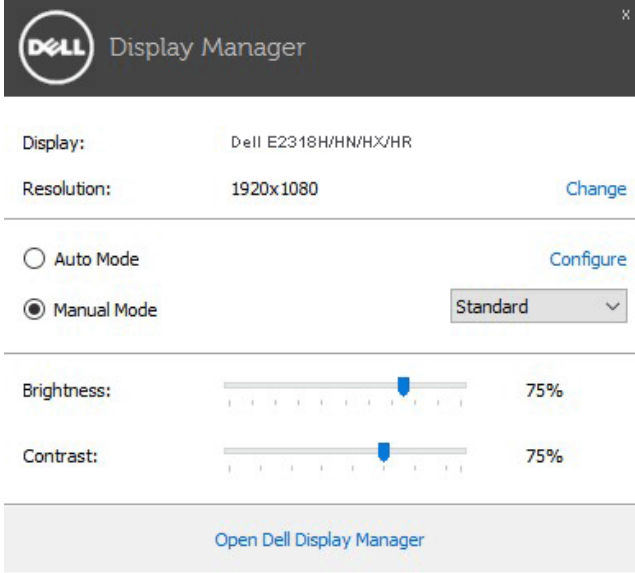 DELL Display Manager X
Display: Dell E2318H/HN/HX/HR
Resolution: 1920x1080 Change
Auto Mode Configure
Manual Mode Standard
Brightness: 75%
Contrast: 75%
Open Dell Display Manager